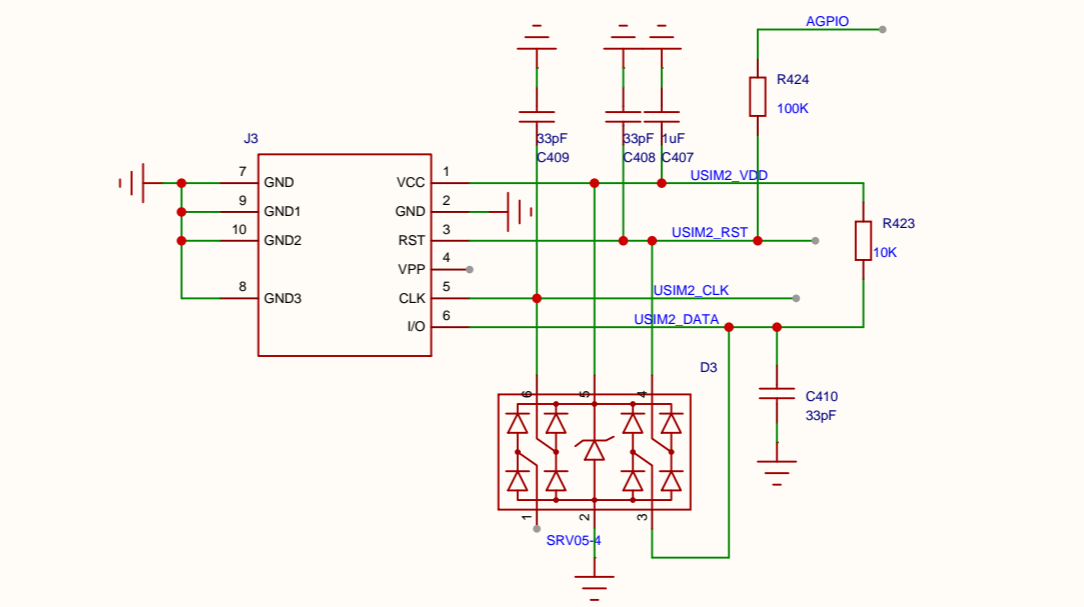 AGPIO
R424
100K
J3
33pF
C409
33pF
C408
1uF
C407
7 GND
9 GND1
10 GND2
8 GND3
VCC 1
GND 2
RST 3
VPP 4
CLK 5
I/O 6
USIM2_VDD
USIM2_RST
USIM2_CLK
USIM2_DATA
R423
10K
D3
C410
33pF
6 5 4
1 2 3
SRV05-4